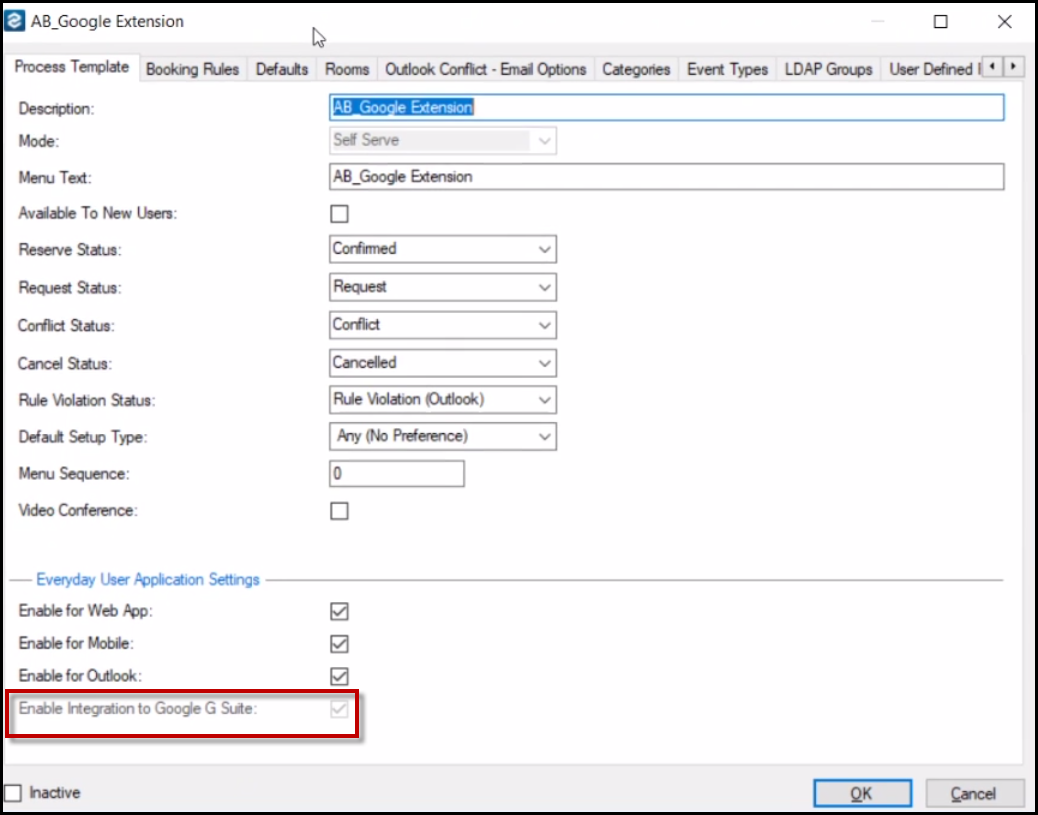 AB_Google Extension
Process Template Booking Rules Defaults Rooms Outlook Conflict - Email Options Categories Event Types LDAP Groups User Defined
Description: AB_Google Extension
Mode: Self Serve
Menu Text: AB_Google Extension
Available To New Users:
Reserve Status: Confirmed
Request Status: Request
Conflict Status: Conflict
Cancel Status: Cancelled
Rule Violation Status: Rule Violation (Outlook)
Default Setup Type: Any (No Preference)
Menu Sequence: 0
Video Conference:
Everyday User Application Settings
Enable for Web App:
Enable for Mobile:
Enable for Outlook:
Enable Integration to Google G Suite:
Inactive OK Cancel